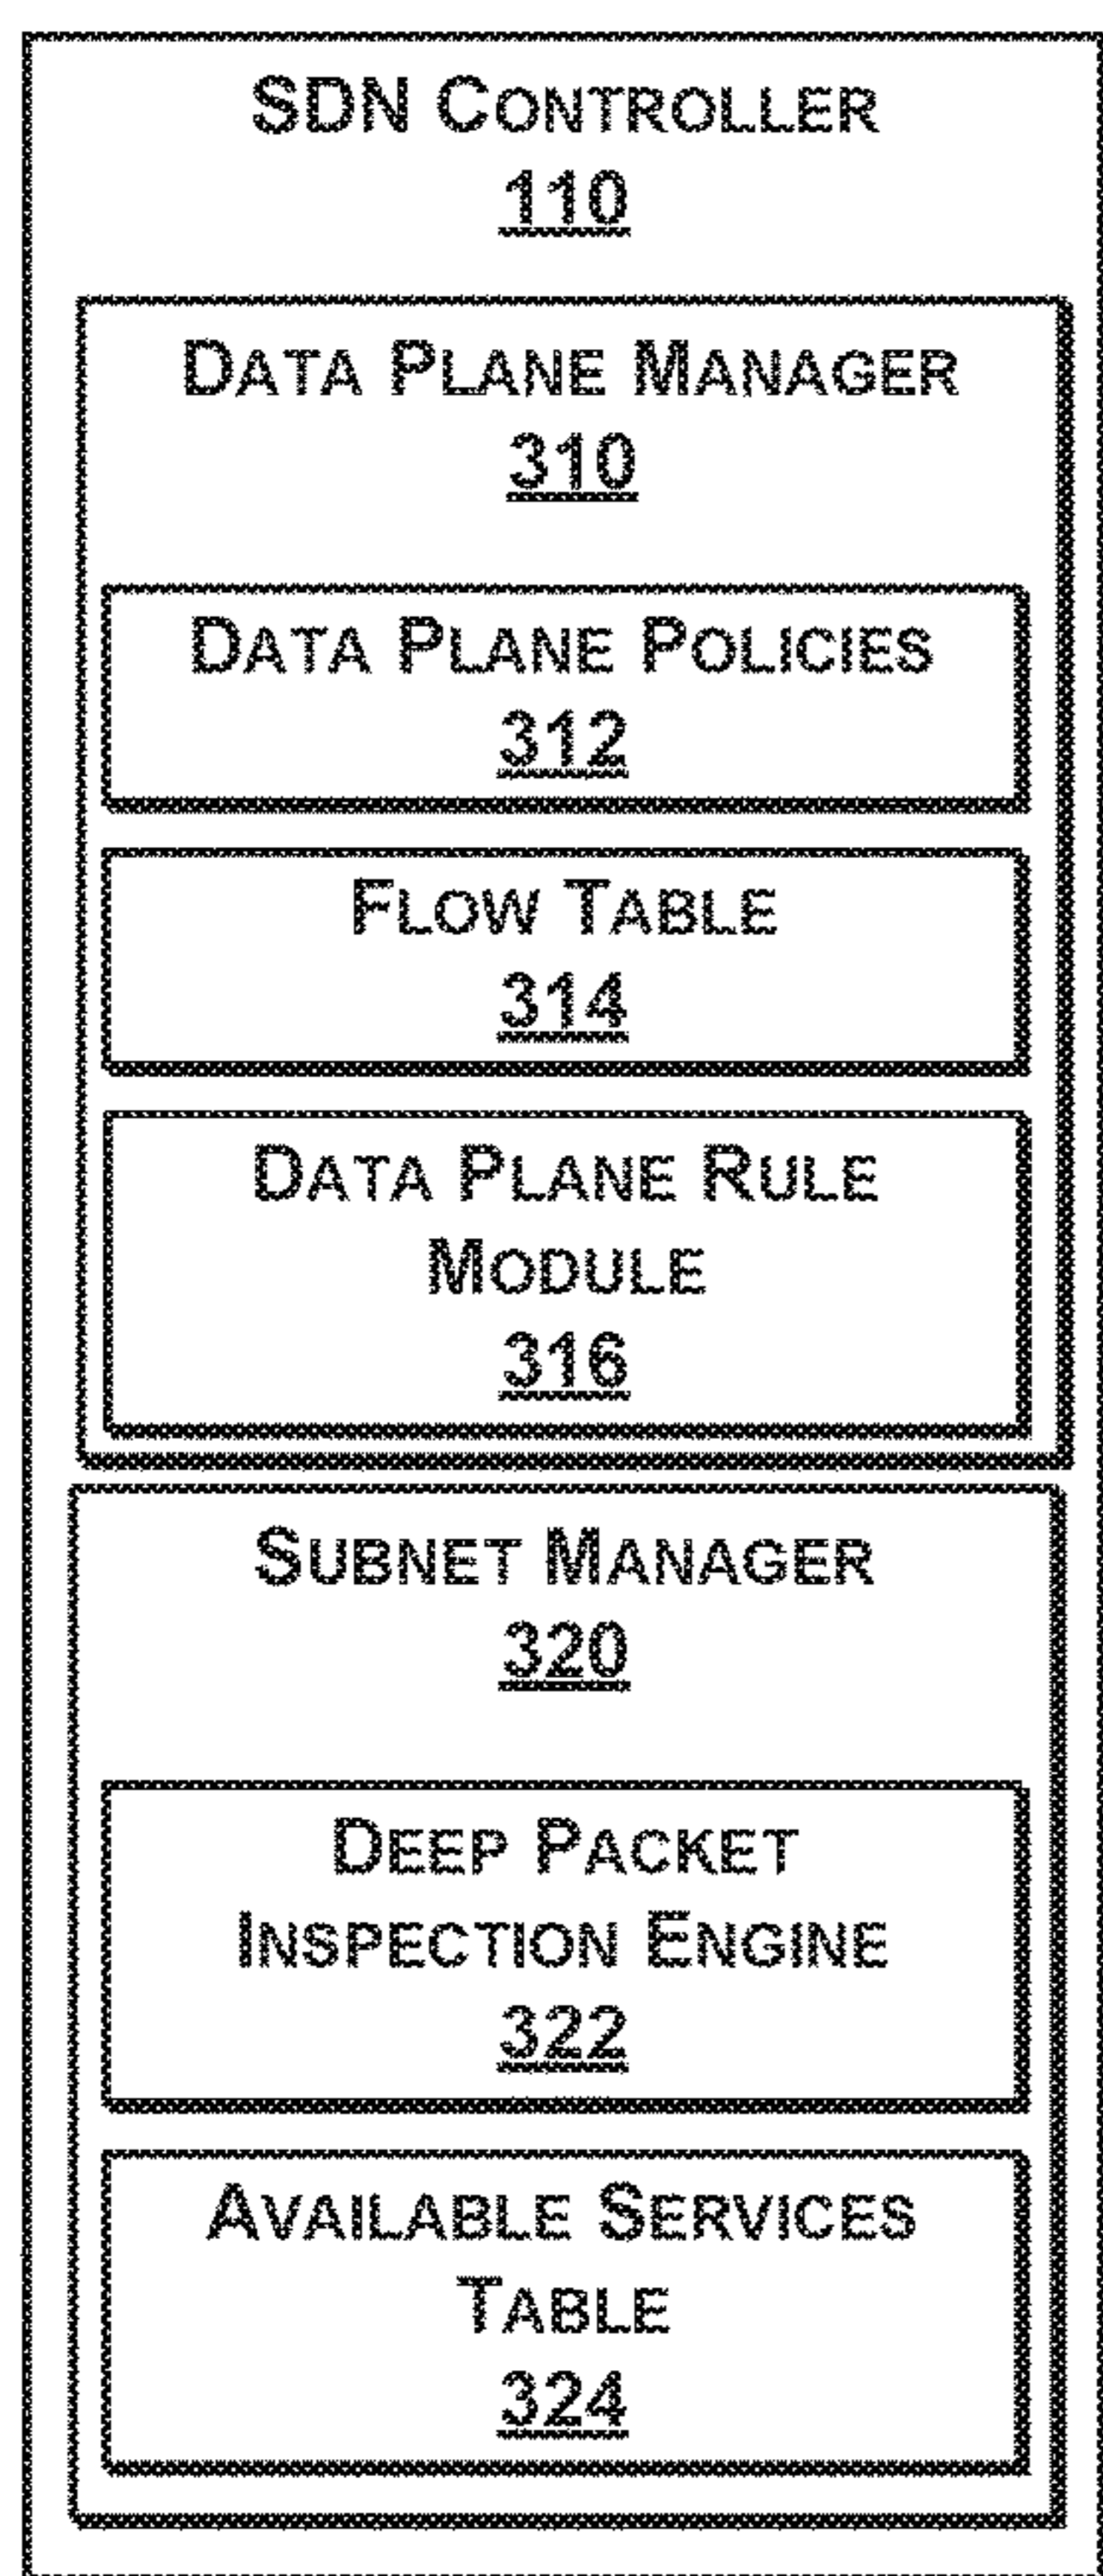 SDN CONTROLLER
110
DATA PLANE MANAGER
310
DATA PLANE POLICIES
312
FLOW TABLE
314
DATA PLANE RULE
MODULE
316
SUBNET MANAGER
320
DEEP PACKET
INSPECTION ENGINE
322
AVAILABLE SERVICES
TABLE
324